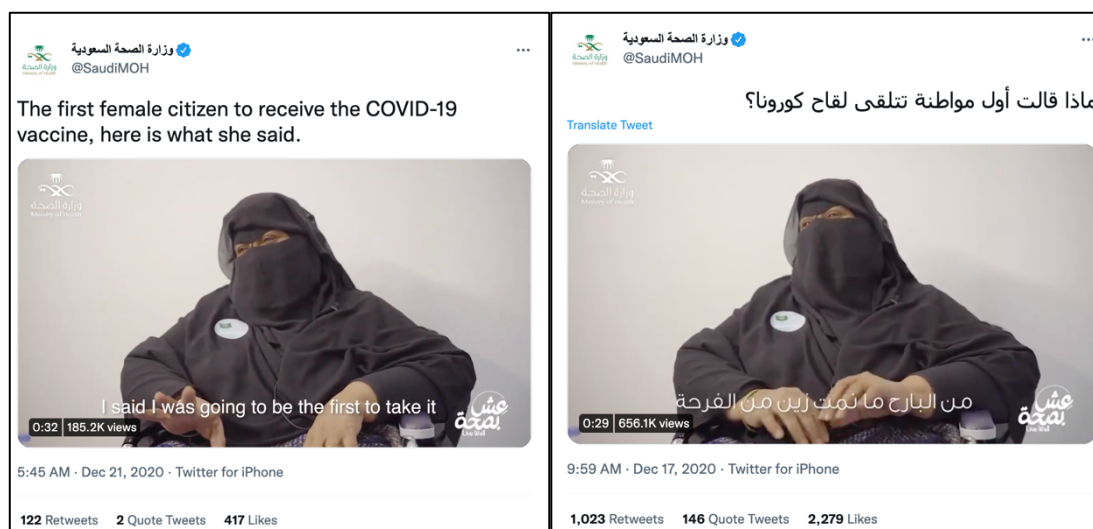 وزارة الصحة السعودية
@SaudiMOH
The first female citizen to receive the COVID-19
vaccine, here is what she said.
وزارة الصحة
Ministry of Health
I said I was going to be the first to take it
0:32 185.2K views
عش بصحة
Live Well
5:45 AM · Dec 21, 2020 · Twitter for iPhone
122 Retweets 2 Quote Tweets 417 Likes
وزارة الصحة السعودية
@SaudiMOH
ماذا قالت أول مواطنة تتلقى لقاح كورونا؟
Translate Tweet
وزارة الصحة
Ministry of Health
من البارح ما نمت زين من الفرحة
0:29 656.1K views
عش بصحة
Live Well
9:59 AM · Dec 17, 2020 · Twitter for iPhone
1,023 Retweets 146 Quote Tweets 2,279 Likes